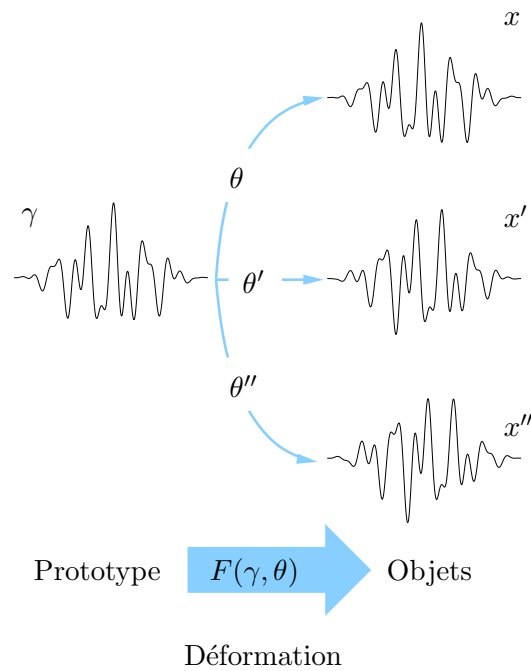 x
θ
γ
x′
θ′
θ″
x″
Prototype F(γ, θ) Objets
Déformation